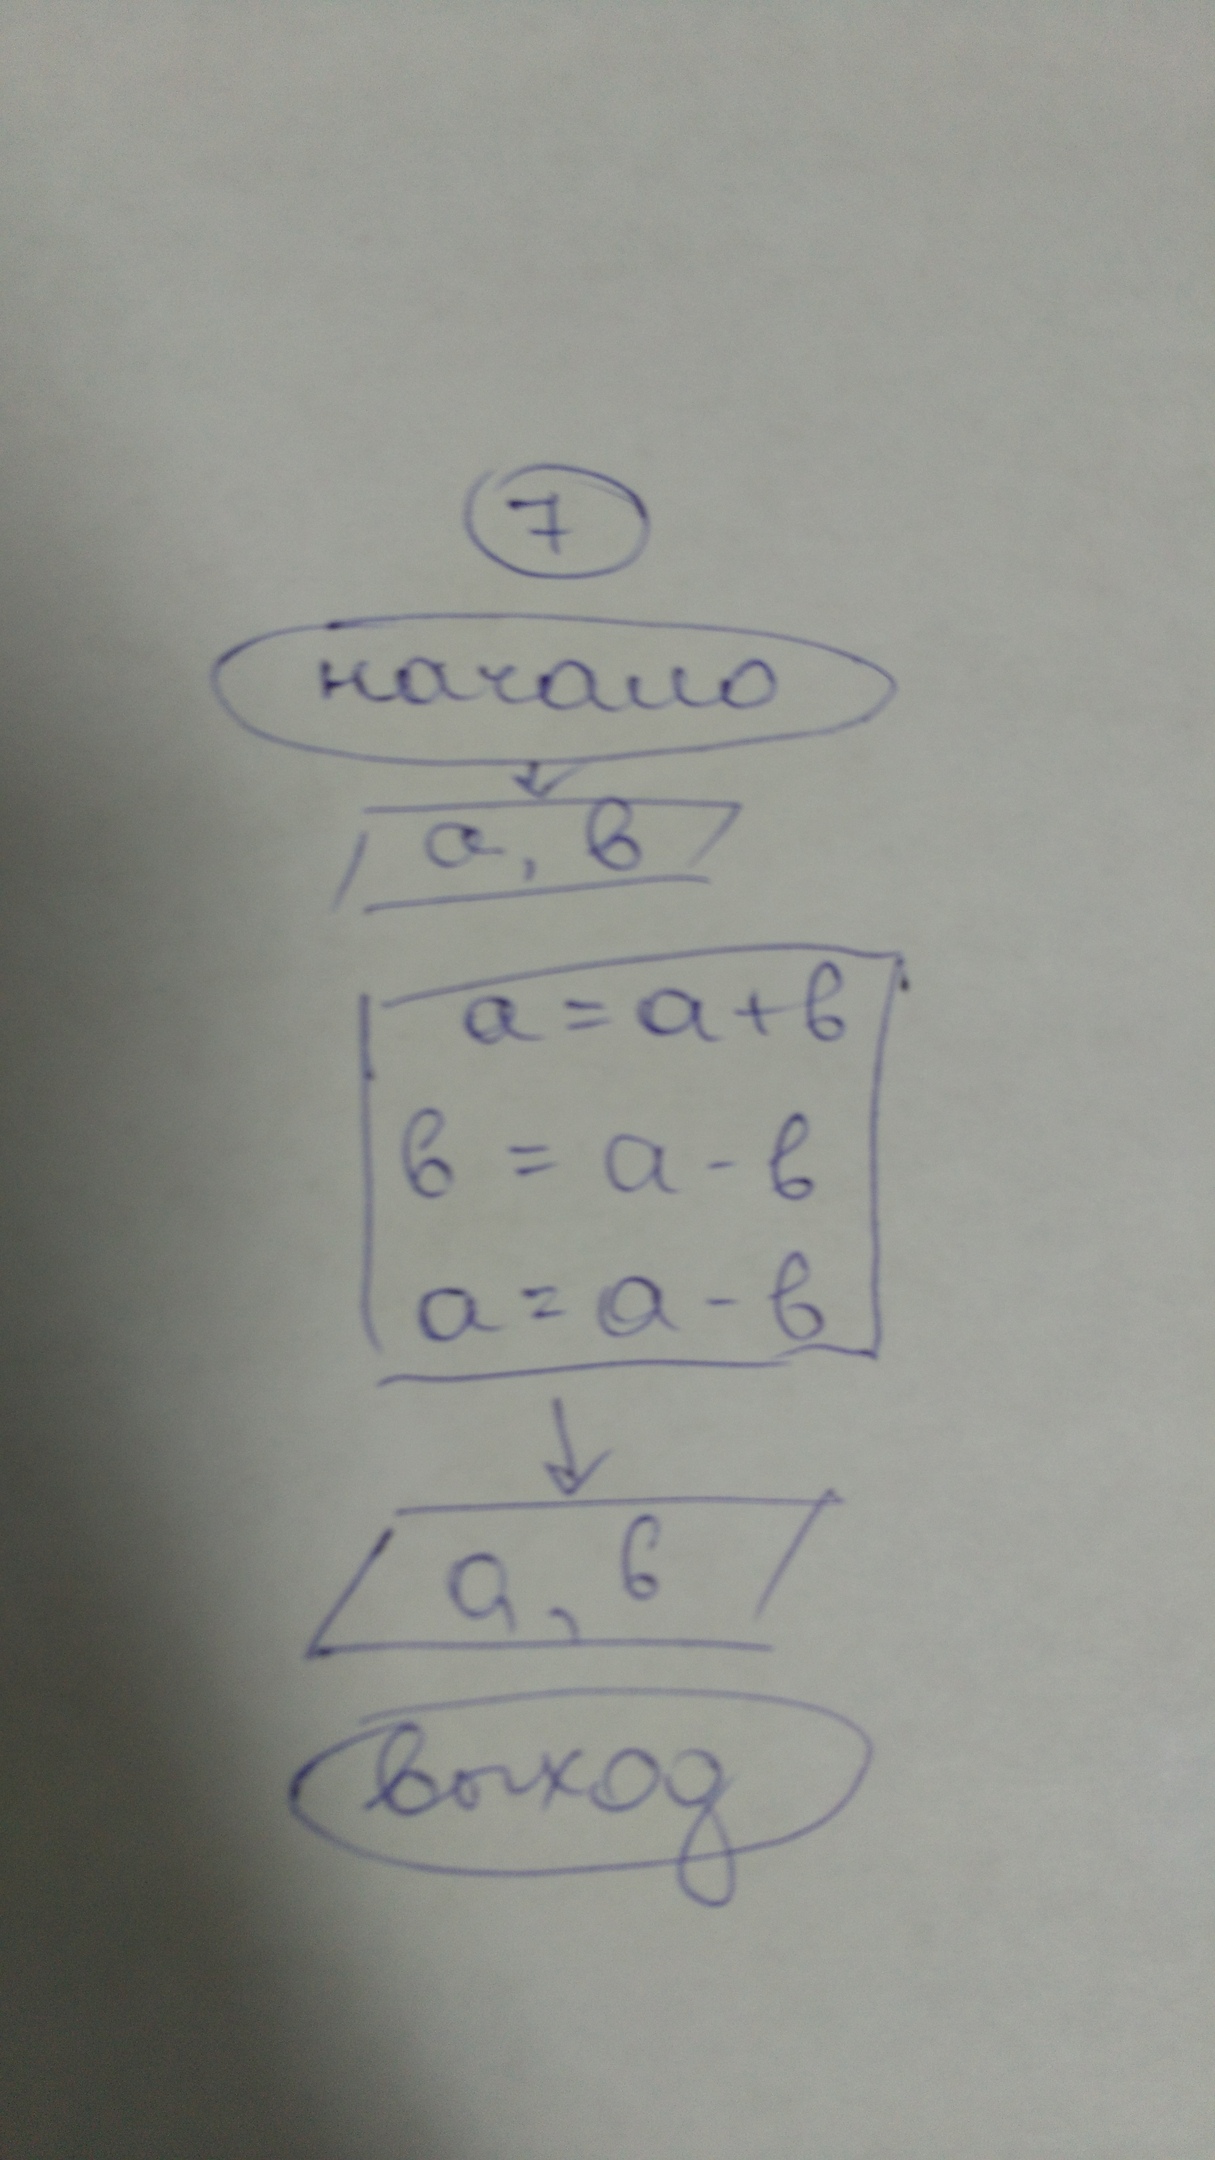 7
начало
a, в
a = a + в
в = a - в
a = a - в
a, в
выход